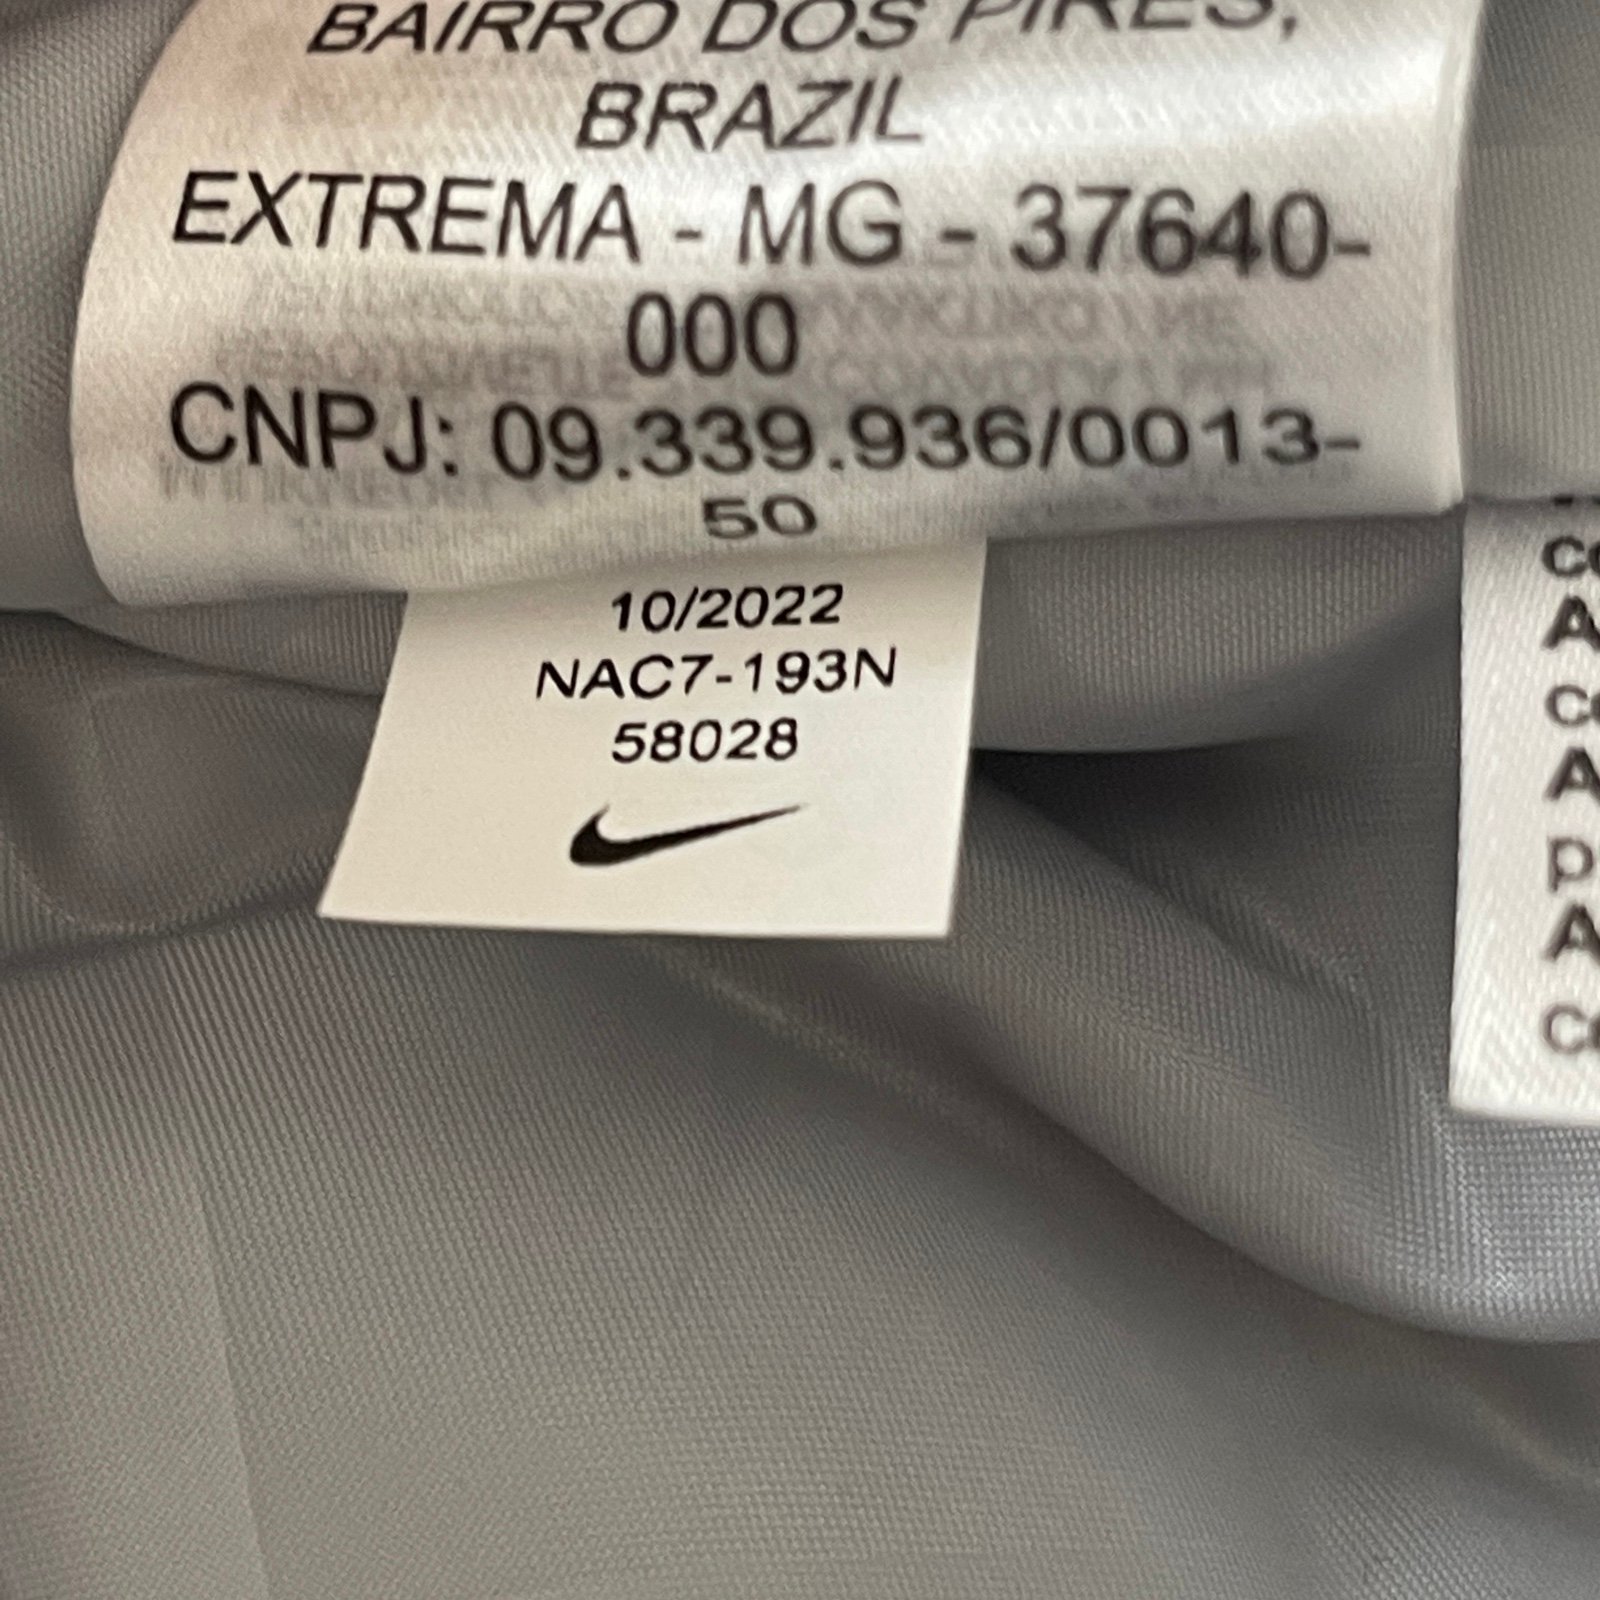 BAIRRO DOS PIRES,
BRAZIL
EXTREMA - MG - 37640-
000
CNPJ: 09.339.936/0013-
50
10/2022
NAC7-193N
58028